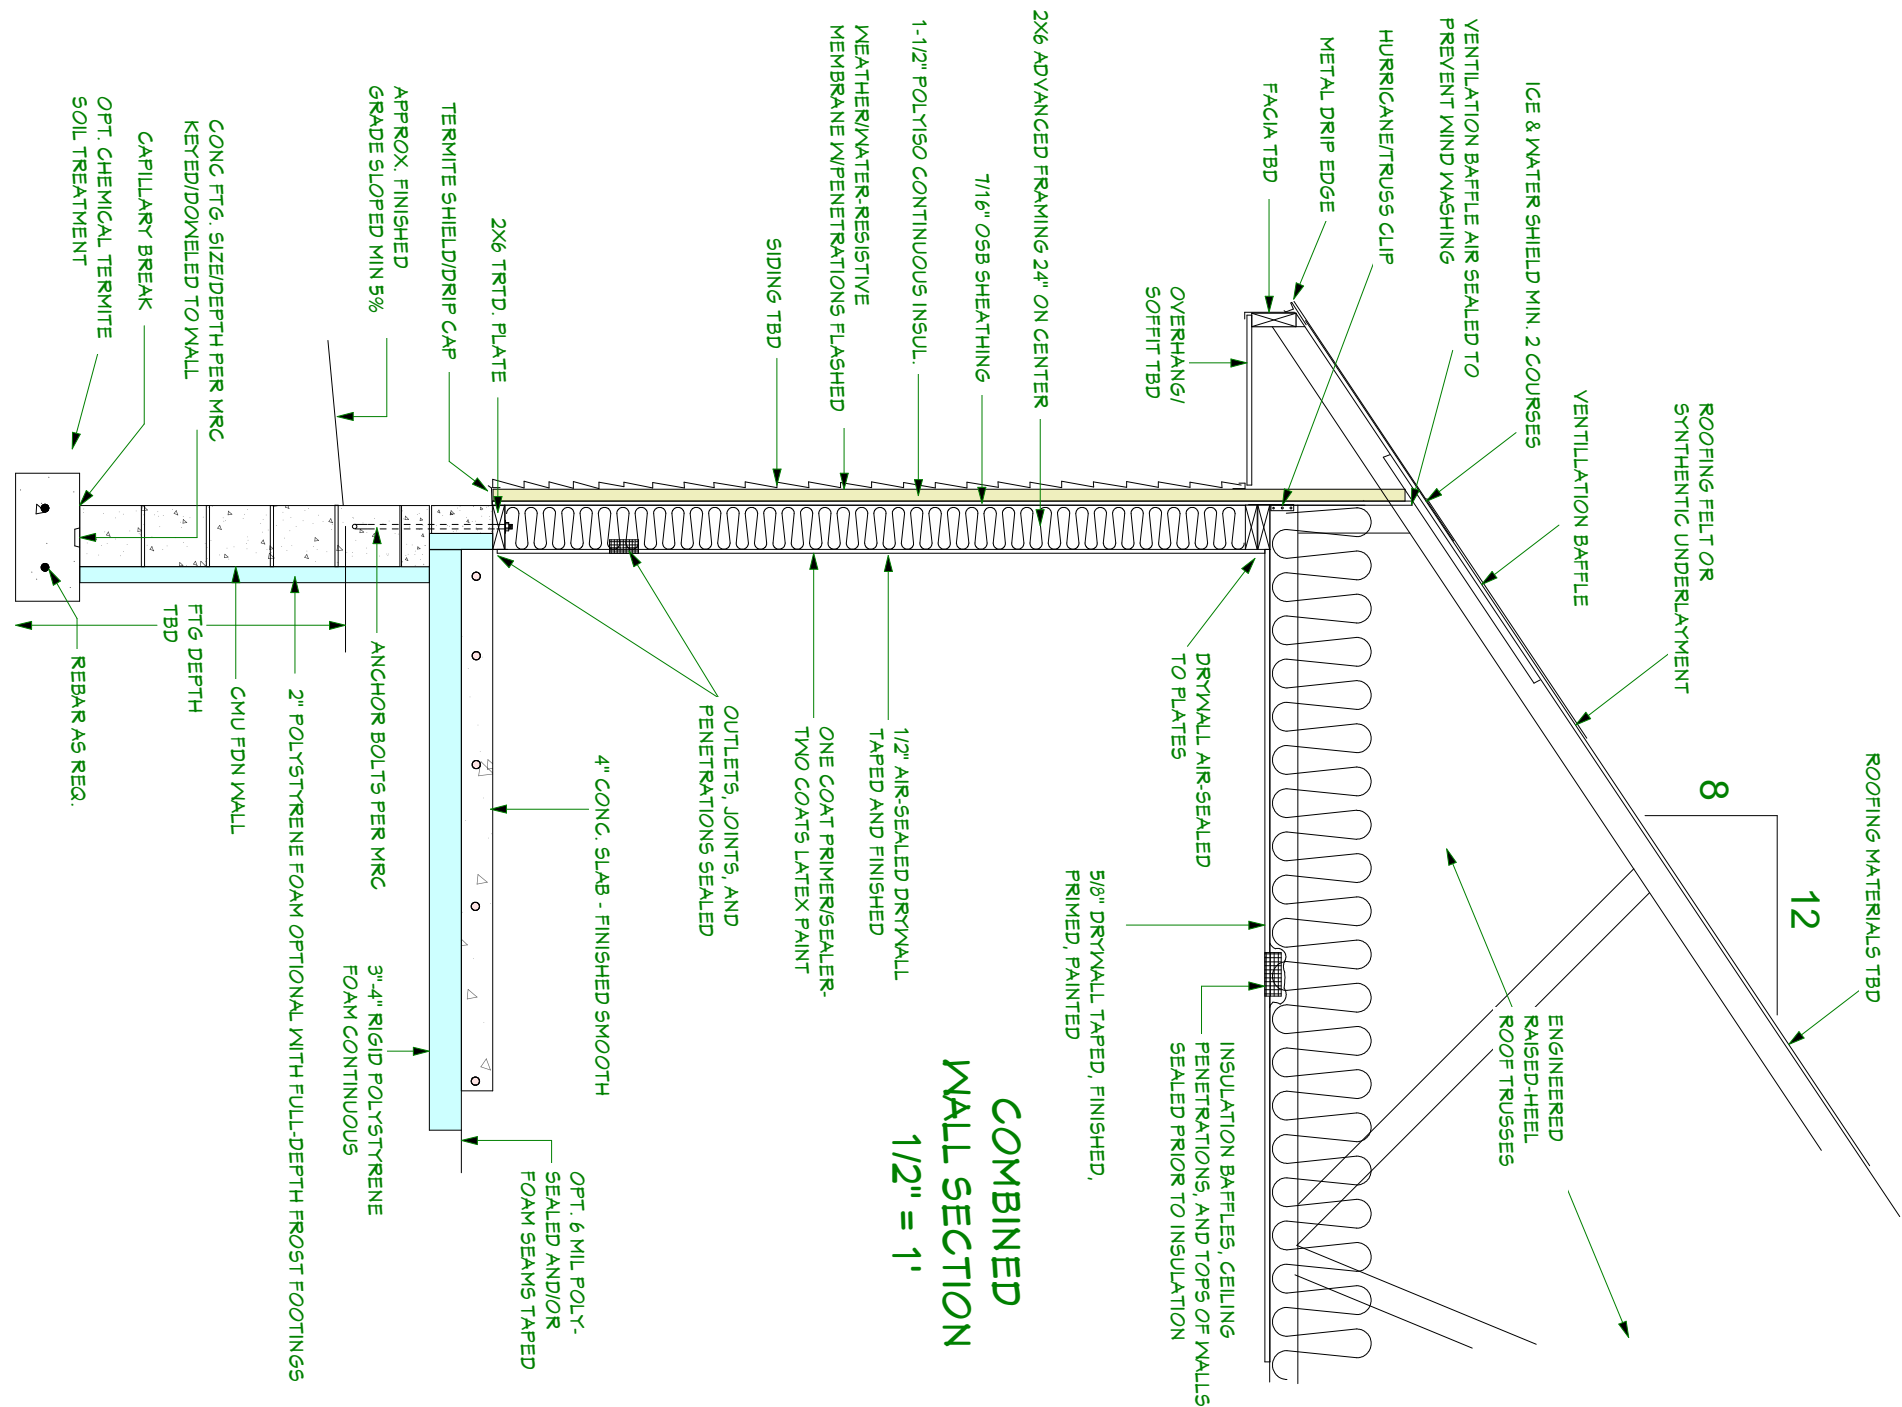 ROOFING MATERIALS TBD
12
8
ROOFING FELT OR
SYNTHETIC UNDERLAYMENT
VENTILLATION BAFFLE
ICE & WATER SHIELD MIN. 2 COURSES
VENTILATION BAFFLE AIR SEALED TO
PREVENT WIND WASHING
HURRICANE/TRUSS CLIP
METAL DRIP EDGE
FACIA TBD
OVERHANG/
SOFFIT TBD
ENGINEERED
RAISED-HEEL
ROOF TRUSSES
INSULATION BAFFLES, CEILING
PENETRATIONS, AND TOPS OF WALLS
SEALED PRIOR TO INSULATION
DRYWALL AIR-SEALED
TO PLATES
5/8" DRYWALL TAPED, FINISHED,
PRIMED, PAINTED
2X6 ADVANCED FRAMING 24" ON CENTER
7/16" OSB SHEATHING
1-1/2" POLYISO CONTINUOUS INSUL.
WEATHER/WATER-RESISTIVE
MEMBRANE W/PENETRATIONS FLASHED
SIDING TBD
COMBINED
WALL SECTION
1/2" = 1'
1/2" AIR-SEALED DRYWALL
TAPED AND FINISHED
ONE COAT PRIMER/SEALER-
TWO COATS LATEX PAINT
OUTLETS, JOINTS, AND
PENETRATIONS SEALED
4" CONC. SLAB - FINISHED SMOOTH
OPT. 6 MIL POLY-
SEALED AND/OR
FOAM SEAMS TAPED
2X6 TRTD. PLATE
TERMITE SHIELD/DRIP CAP
APPROX. FINISHED
GRADE SLOPED MIN 5%
3"-4" RIGID POLYSTYRENE
FOAM CONTINUOUS
ANCHOR BOLTS PER MRC
2" POLYSTYRENE FOAM OPTIONAL WITH FULL-DEPTH FROST FOOTINGS
CMU FDN WALL
FTG DEPTH
TBD
CONC FTG. SIZE/DEPTH PER MRC
KEYED/DOWELED TO WALL
CAPILLARY BREAK
OPT. CHEMICAL TERMITE
SOIL TREATMENT
REBAR AS REQ.